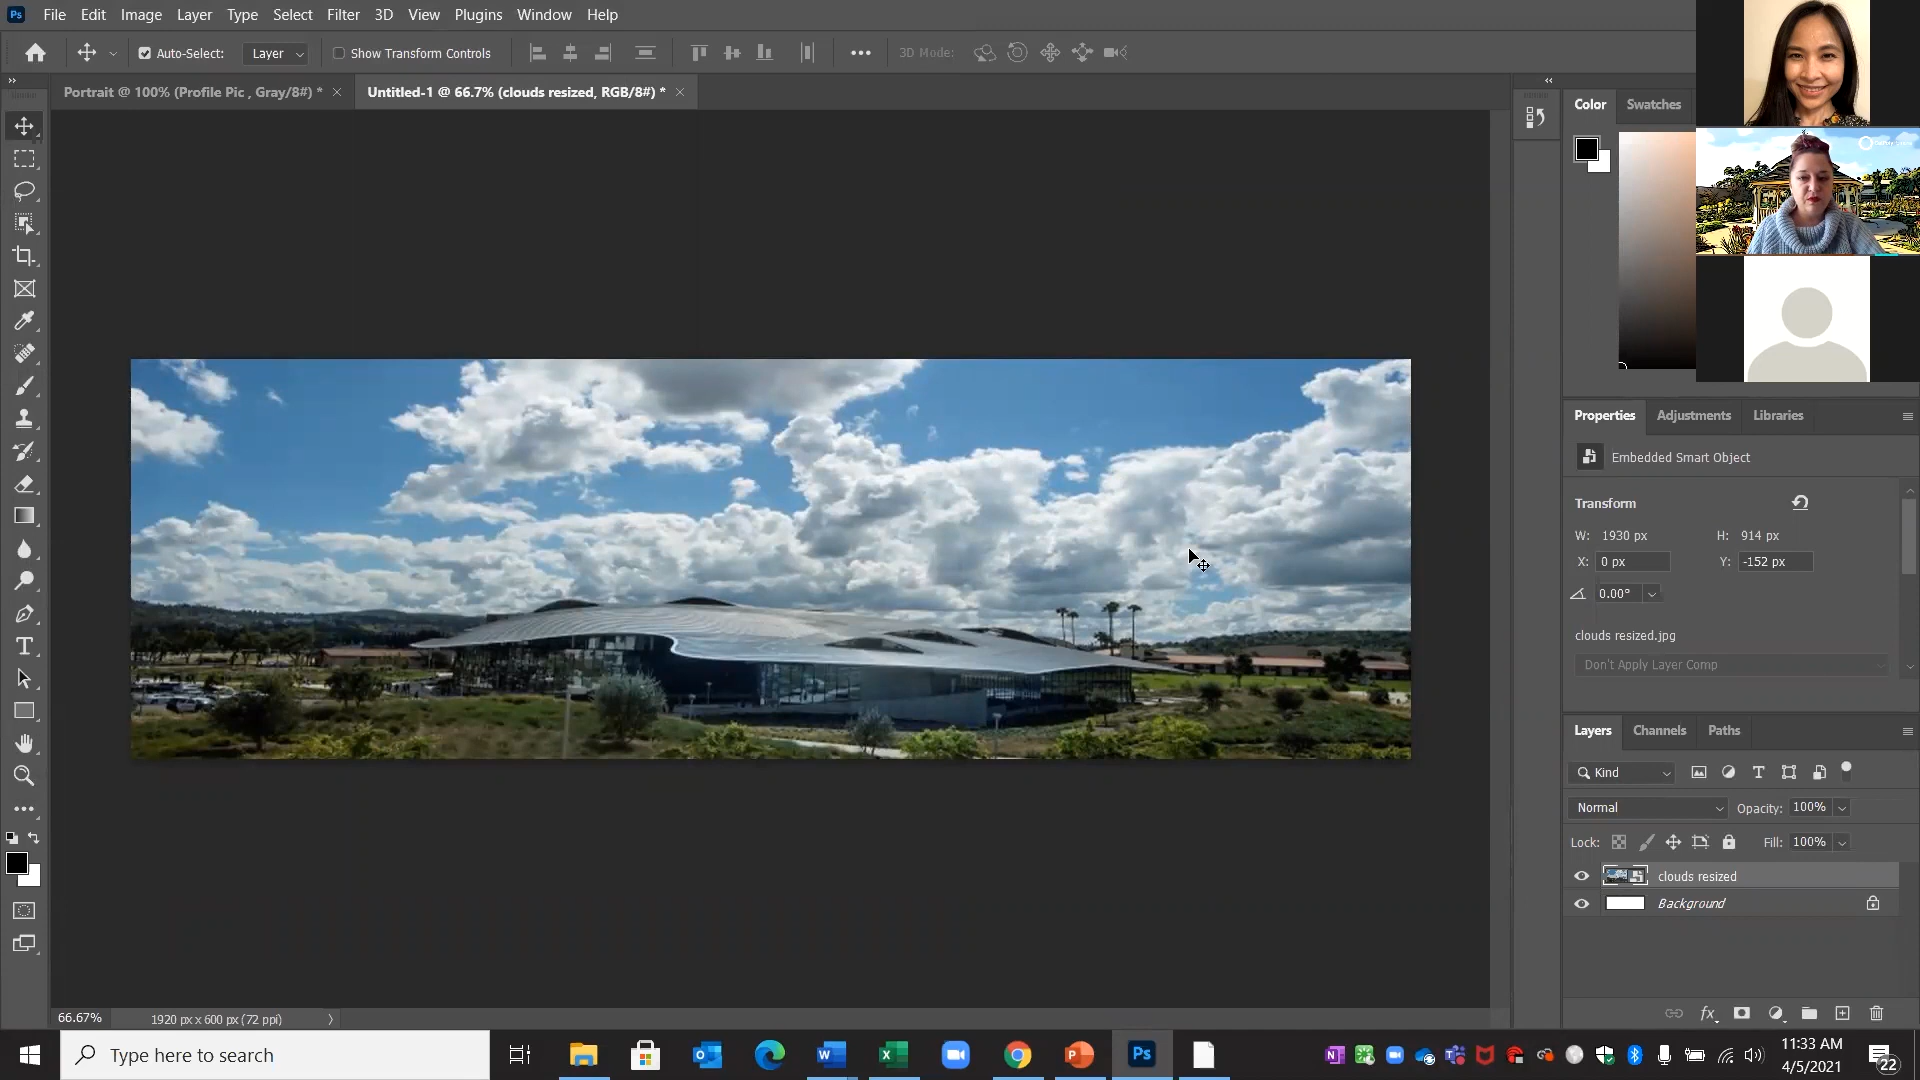 Ps File Edit Image Layer Type Select Filter 3D View Plugins Window Help
Auto-Select: Layer Show Transform Controls 3D Mode:
Portrait @ 100% (Profile Pic , Gray/8#) * Untitled-1 @ 66.7% (clouds resized, RGB/8#) *
Color Swatches
Properties Adjustments Libraries
Embedded Smart Object
Transform
W: 1930 px H: 914 px
X: 0 px Y: -152 px
0.00°
clouds resized.jpg
Don't Apply Layer Comp
Layers Channels Paths
Kind
Normal Opacity: 100%
Lock: Fill: 100%
clouds resized
Background
66.67% 1920 px x 600 px (72 ppi)
Type here to search
Ps
11:33 AM
4/5/2021
22